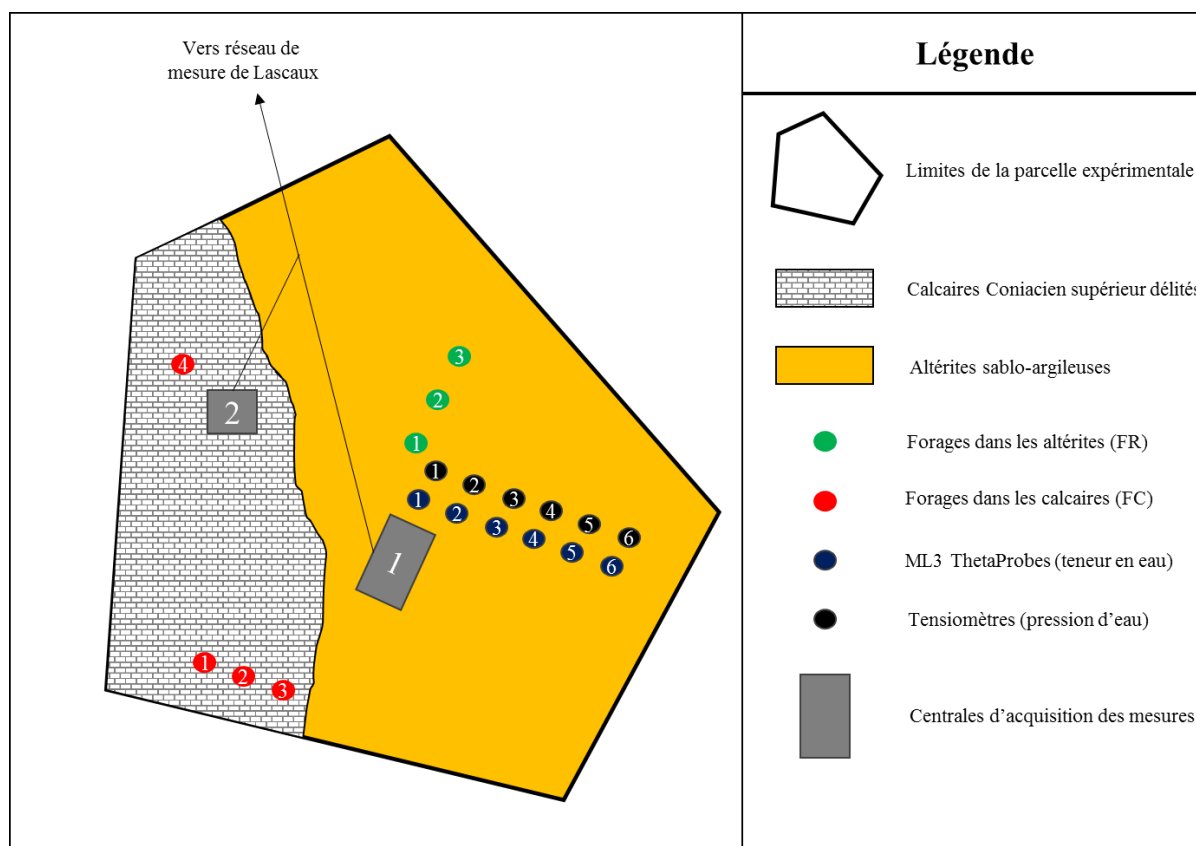 Vers réseau de
mesure de Lascaux
4
2
3
2
1
1
2
3
4
5
6
1
2
3
4
5
6
1
1
2
3
Légende
Limites de la parcelle expérimentale
Calcaires Coniacien supérieur délités
Altérites sablo-argileuses
Forages dans les altérites (FR)
Forages dans les calcaires (FC)
ML3 ThetaProbes (teneur en eau)
Tensiomètres (pression d’eau)
Centrales d’acquisition des mesures